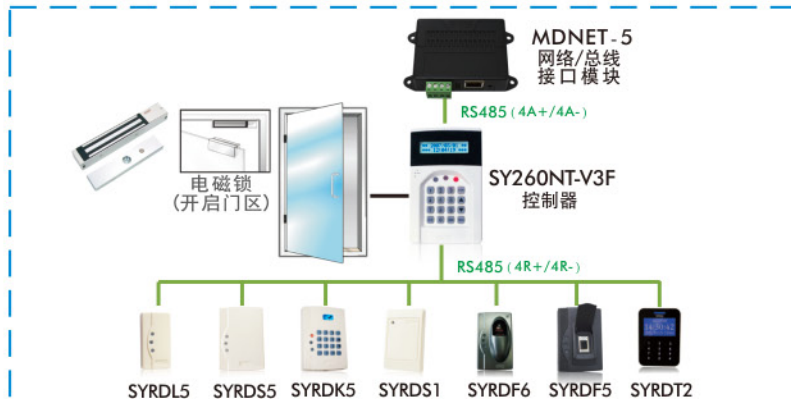 MDNET-5
网络/总线
接口模块
RS485(4A+/4A-)
电磁锁
(开启门区)
SY260NT-V3F
控制器
RS485(4R+/4R-)
SYRDL5
SYRDS5
SYRDK5
SYRDS1
SYRDF6
SYRDF5
SYRDT2